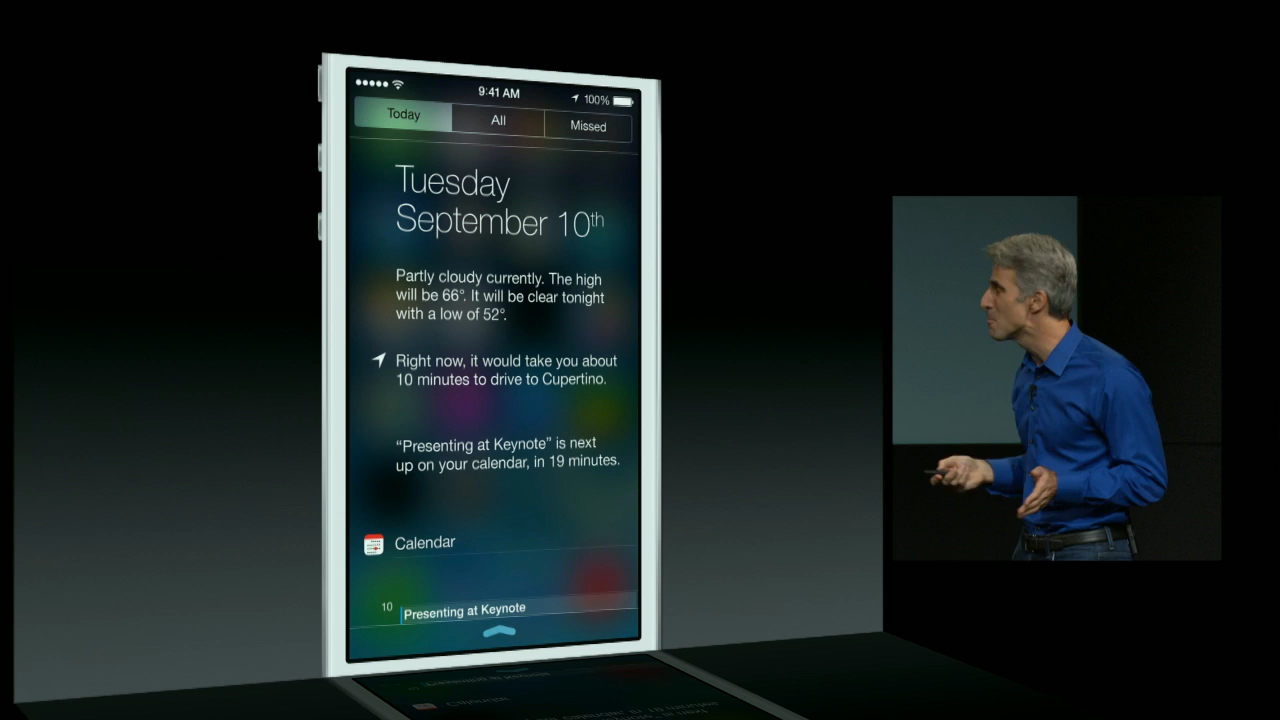 9:41 AM
100%
Today
All
Missed
Tuesday
September 10th
Partly cloudy currently. The high
will be 66°. It will be clear tonight
with a low of 52°.
Right now, it would take you about
10 minutes to drive to Cupertino.
“Presenting at Keynote” is next
up on your calendar, in 19 minutes.
Calendar
10
Presenting at Keynote